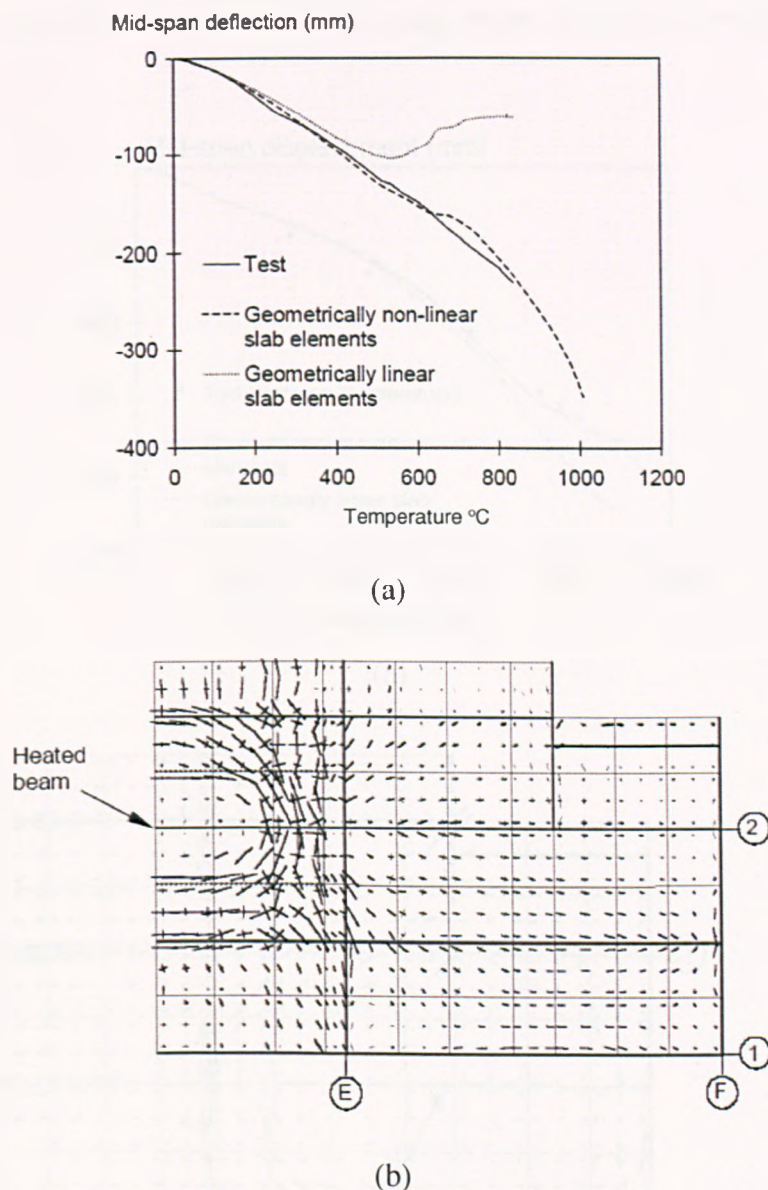 Mid-span deflection (mm)
0
-100
-200
-300
-400
Test
Geometrically non-linear
slab elements
Geometrically linear
slab elements
0 200 400 600 800 1000 1200
Temperature °C
(a)
Heated
beam
2
1
E F
(b)